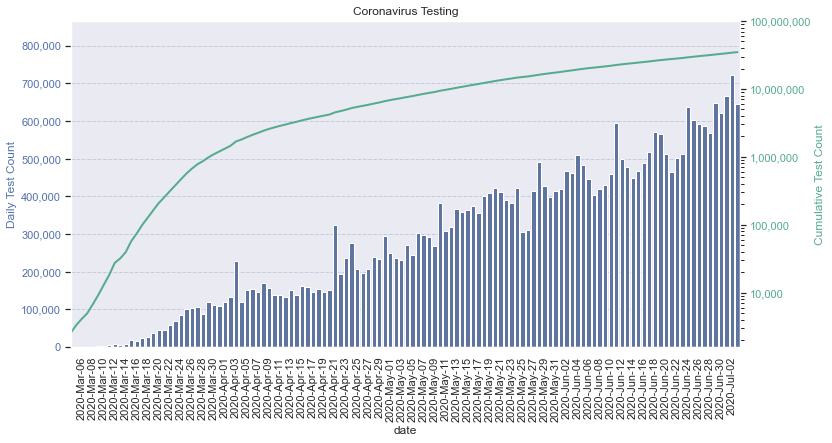 Coronavirus Testing
Daily Test Count
800,000
700,000
600,000
500,000
400,000
300,000
200,000
100,000
0
100,000,000
10,000,000
1,000,000
100,000
10,000
Cumulative Test Count
2020-Mar-06
2020-Mar-08
2020-Mar-10
2020-Mar-12
2020-Mar-14
2020-Mar-16
2020-Mar-18
2020-Mar-20
2020-Mar-22
2020-Mar-24
2020-Mar-26
2020-Mar-28
2020-Mar-30
2020-Apr-01
2020-Apr-03
2020-Apr-05
2020-Apr-07
2020-Apr-09
2020-Apr-11
2020-Apr-13
2020-Apr-15
2020-Apr-17
2020-Apr-19
2020-Apr-21
2020-Apr-23
2020-Apr-25
2020-Apr-27
2020-Apr-29
2020-May-01
2020-May-03
2020-May-05
2020-May-07
2020-May-09
2020-May-11
2020-May-13
2020-May-15
2020-May-17
2020-May-19
2020-May-21
2020-May-23
2020-May-25
2020-May-27
2020-May-29
2020-May-31
2020-Jun-02
2020-Jun-04
2020-Jun-06
2020-Jun-08
2020-Jun-10
2020-Jun-12
2020-Jun-14
2020-Jun-16
2020-Jun-18
2020-Jun-20
2020-Jun-22
2020-Jun-24
2020-Jun-26
2020-Jun-28
2020-Jun-30
2020-Jul-02
date